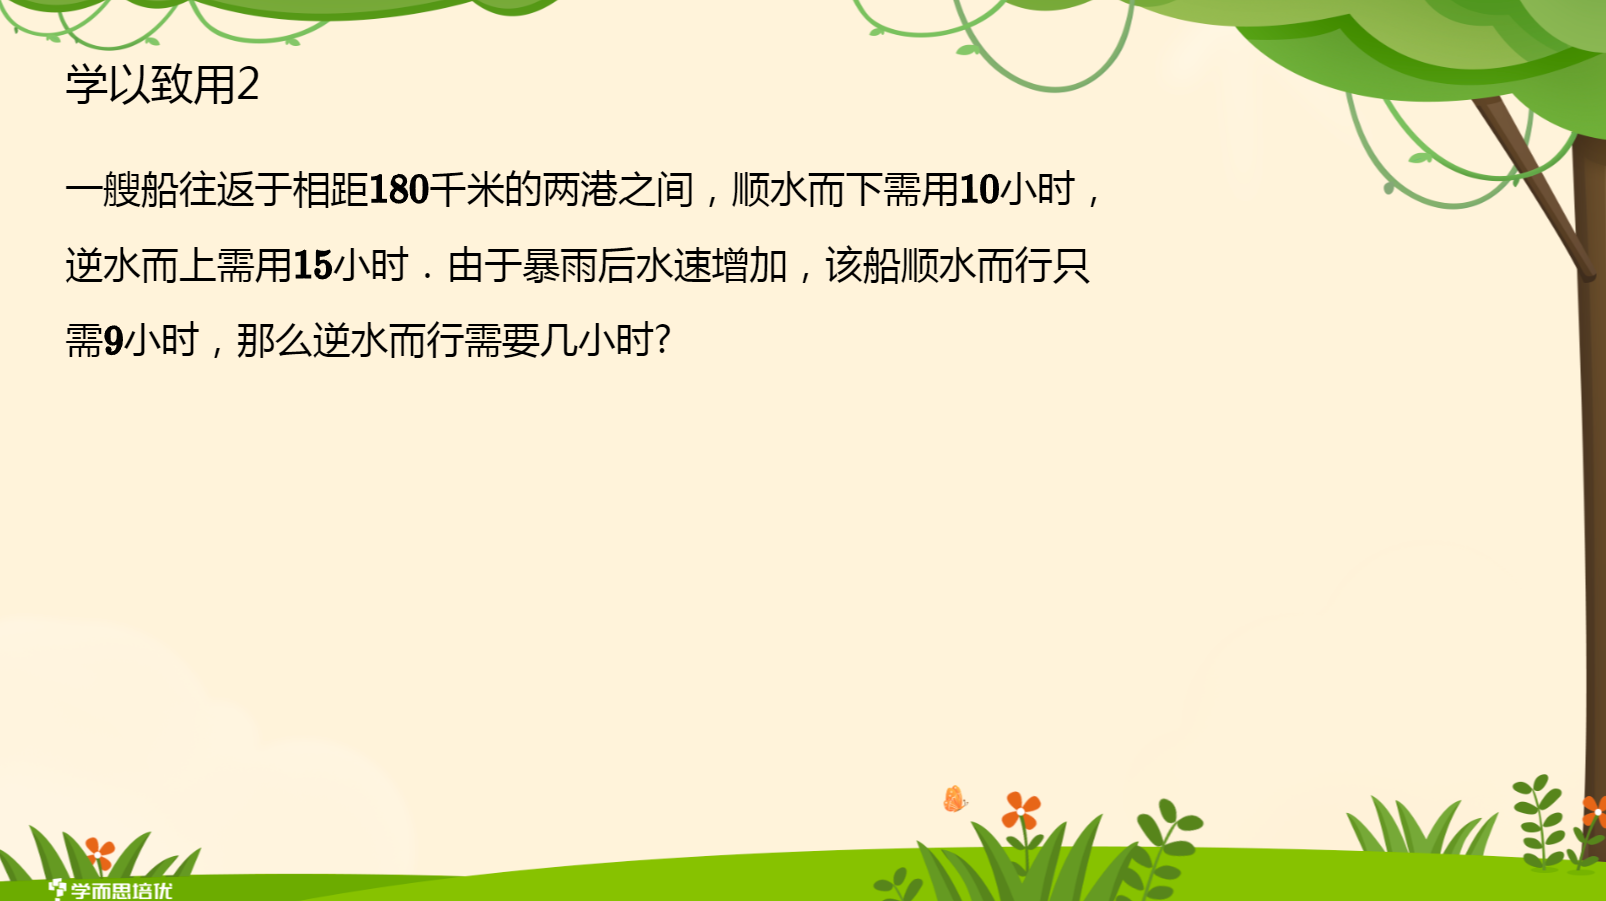 学以致用2
一艘船往返于相距180千米的两港之间，顺水而下需用10小时，
逆水而上需用15小时．由于暴雨后水速增加，该船顺水而行只
需9小时，那么逆水而行需要几小时?
学而思培优